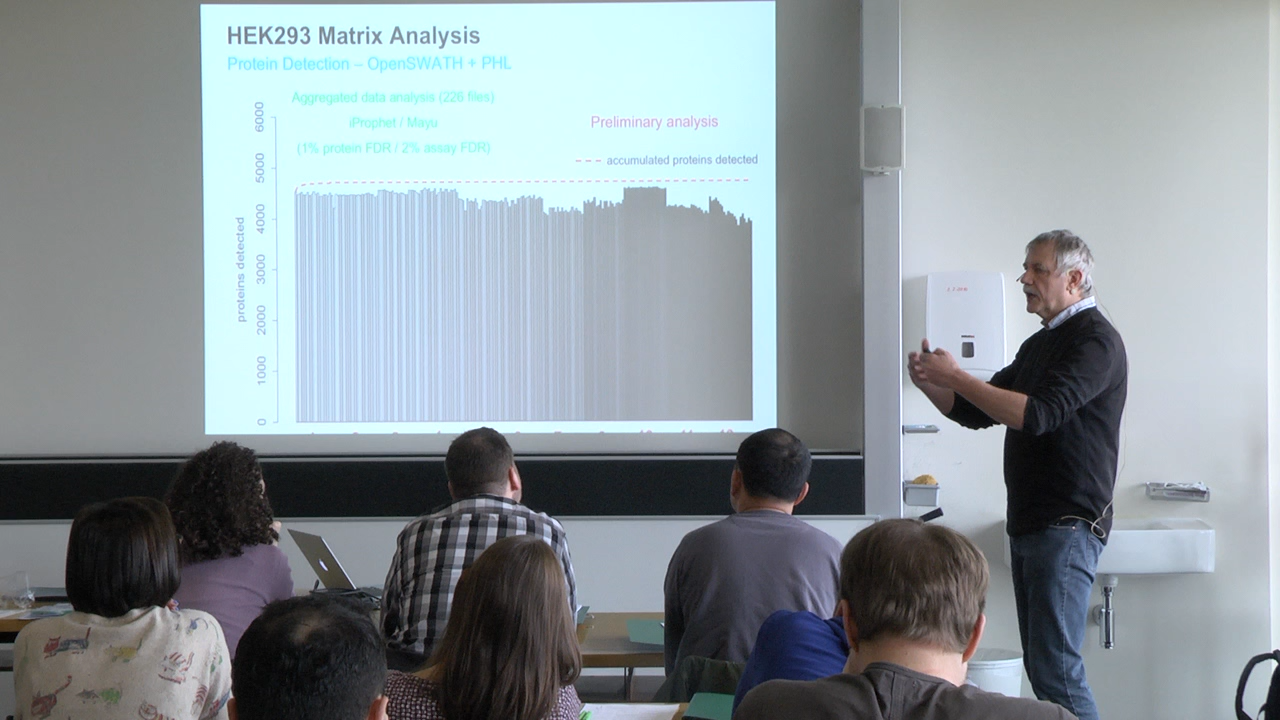 HEK293 Matrix Analysis
Protein Detection – OpenSWATH + PHL
Aggregated data analysis (226 files)
iProphet / Mayu
(1% protein FDR / 2% assay FDR)
Preliminary analysis
accumulated proteins detected
proteins detected
6000
5000
4000
3000
2000
1000
0